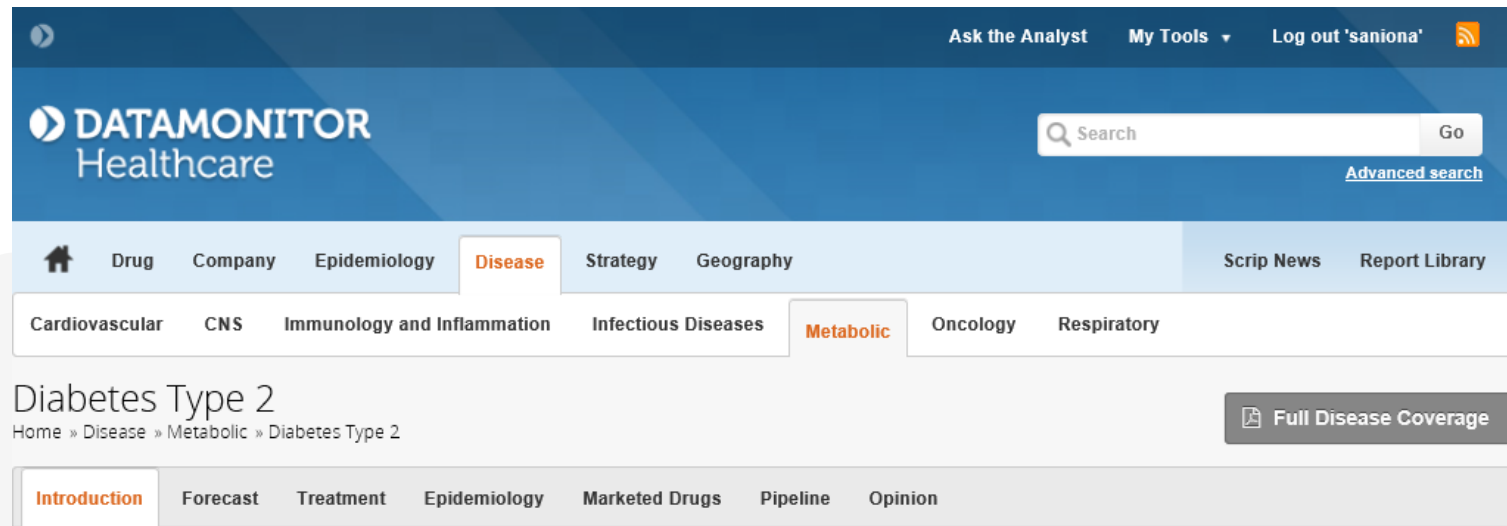 Ask the Analyst My Tools ▾ Log out 'saniona'
DATAMONITOR
Healthcare
Search Go
Advanced search
Drug Company Epidemiology Disease Strategy Geography Scrip News Report Library
Cardiovascular CNS Immunology and Inflammation Infectious Diseases Metabolic Oncology Respiratory
Diabetes Type 2
Home » Disease » Metabolic » Diabetes Type 2
Full Disease Coverage
Introduction Forecast Treatment Epidemiology Marketed Drugs Pipeline Opinion